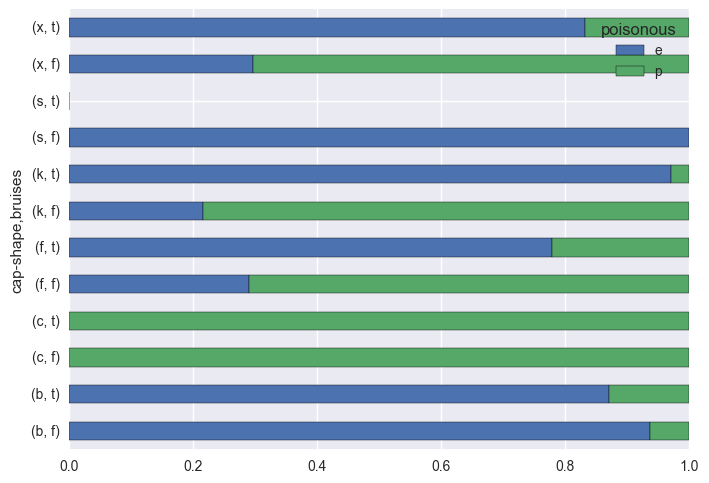 (x, t)
poisonous
e
(x, f)
p
(s, t)
(s, f)
(k, t)
(k, f)
(f, t)
(f, f)
(c, t)
(c, f)
(b, t)
(b, f)
cap-shape,bruises
0.0 0.2 0.4 0.6 0.8 1.0